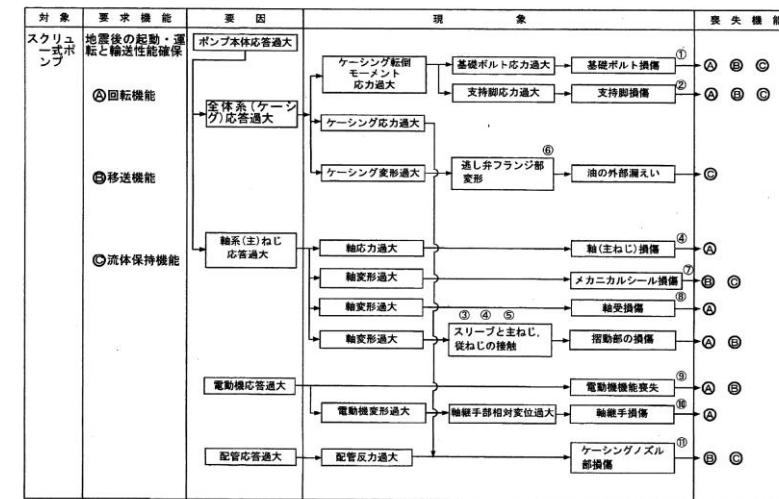 対象 要求機能 要因 現象 喪失機能
スクリュ
ー式ポ
ンプ
地震後の起動・運
転と輸送性能確保
Ⓐ回転機能
Ⓑ移送機能
Ⓒ流体保持機能
ポンプ本体応答過大
全体系(ケーシン
グ)応答過大
ケーシング転倒
モーメント
応力過大
基礎ボルト応力過大
基礎ボルト損傷
①
Ⓐ Ⓑ Ⓒ
支持脚応力過大
支持脚損傷
②
Ⓐ Ⓑ Ⓒ
ケーシング応力過大
ケーシング変形過大
⑥
逃し弁フランジ部
変形
油の外部漏えい
Ⓒ
軸系(主)ねじ
応答過大
軸応力過大
軸(主ねじ)損傷
④
Ⓐ
軸変形過大
メカニカルシール損傷
⑦
Ⓑ Ⓒ
軸変形過大
軸受損傷
⑧
Ⓐ
軸変形過大
③ ④ ⑤
スリーブと主ねじ,
従ねじの接触
摺動部の損傷
Ⓐ Ⓑ
電動機応答過大
電動機機能喪失
⑨
Ⓐ Ⓑ
電動機変形過大
軸継手部相対変位過大
軸継手損傷
⑩
Ⓐ
配管応答過大
配管反力過大
ケーシングノズル
部損傷
⑪
Ⓑ Ⓒ